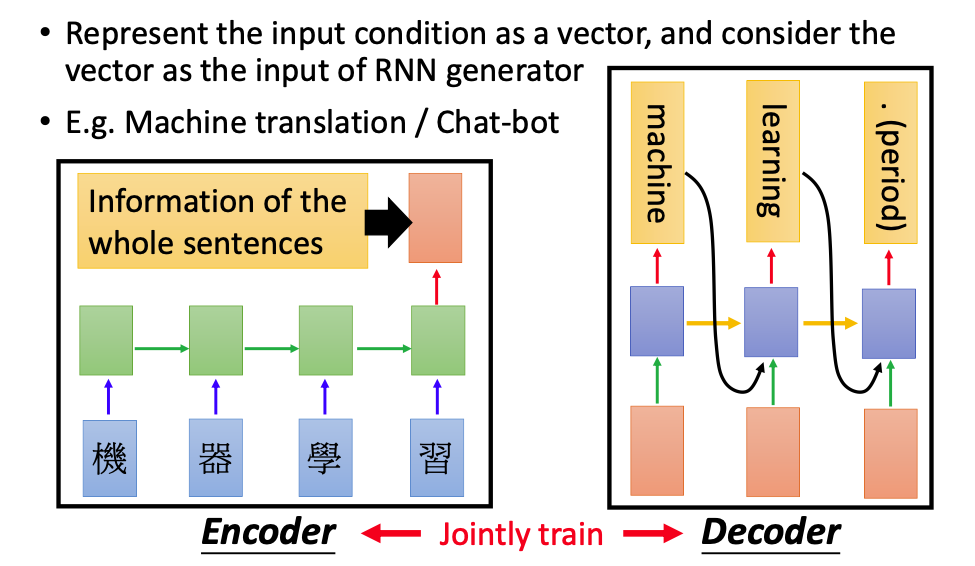 • Represent the input condition as a vector, and consider the
vector as the input of RNN generator
• E.g. Machine translation / Chat-bot
Information of the
whole sentences
機 器 學 習
Encoder
Jointly train
machine
learning
. (period)
Decoder